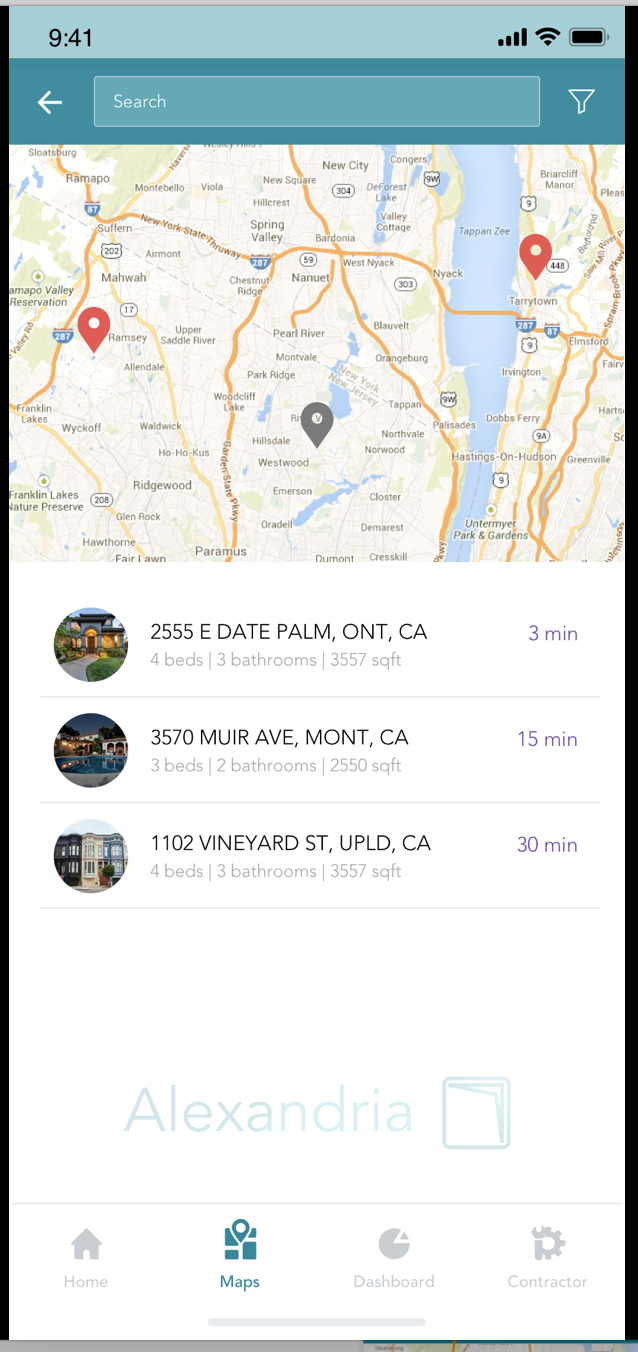 9:41
Search
Sloatsburg
Congers
Ramapo
New City
Briarcliff
Manor
Montebello
Viola
New Square
304
DeForest
Lake
9W
87
Hillcrest
9
Suffern
New York State Thruway
Spring
Valley
Valley
Cottage
Tappan Zee
202
Airmont
Bardonia
287
59
West Nyack
448
Mahwah
Chestnut
Ridge
Nanuet
303
Nyack
Tarrytown
17
Upper
Saddle River
Pearl River
Blauvelt
287
87
287
Ramsey
Montvale
Orangeburg
9
Elmsford
Allendale
Park Ridge
New York
New Jersey
Irvington
Woodcliff
Lake
Tappan
9W
Franklin
Lakes
Wyckoff
Waldwick
Palisades
Dobbs Ferry
Hillsdale
Northvale
9A
Ho-Ho-Kus
Westwood
Norwood
Hastings-On-Hudson
Greenville
Garden State Pkwy
Franklin Lakes
Nature Preserve
208
Ridgewood
Emerson
Closter
9
Glen Rock
Oradell
Demarest
Untermyer
Park & Gardens
Hawthorne
Fair Lawn
Paramus
Dumont
Cresskill
2555 E DATE PALM, ONT, CA
3 min
4 beds | 3 bathrooms | 3557 sqft
3570 MUIR AVE, MONT, CA
15 min
3 beds | 2 bathrooms | 2550 sqft
1102 VINEYARD ST, UPLD, CA
30 min
4 beds | 3 bathrooms | 3557 sqft
Alexandria
Home
Maps
Dashboard
Contractor